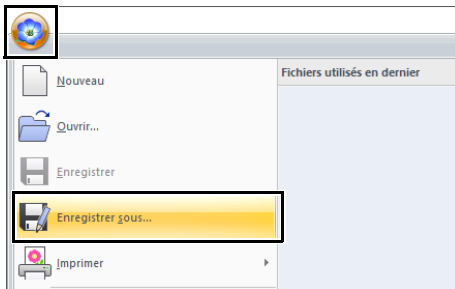 Nouveau
Fichiers utilisés en dernier
Ouvrir...
Enregistrer
Enregistrer sous...
Imprimer